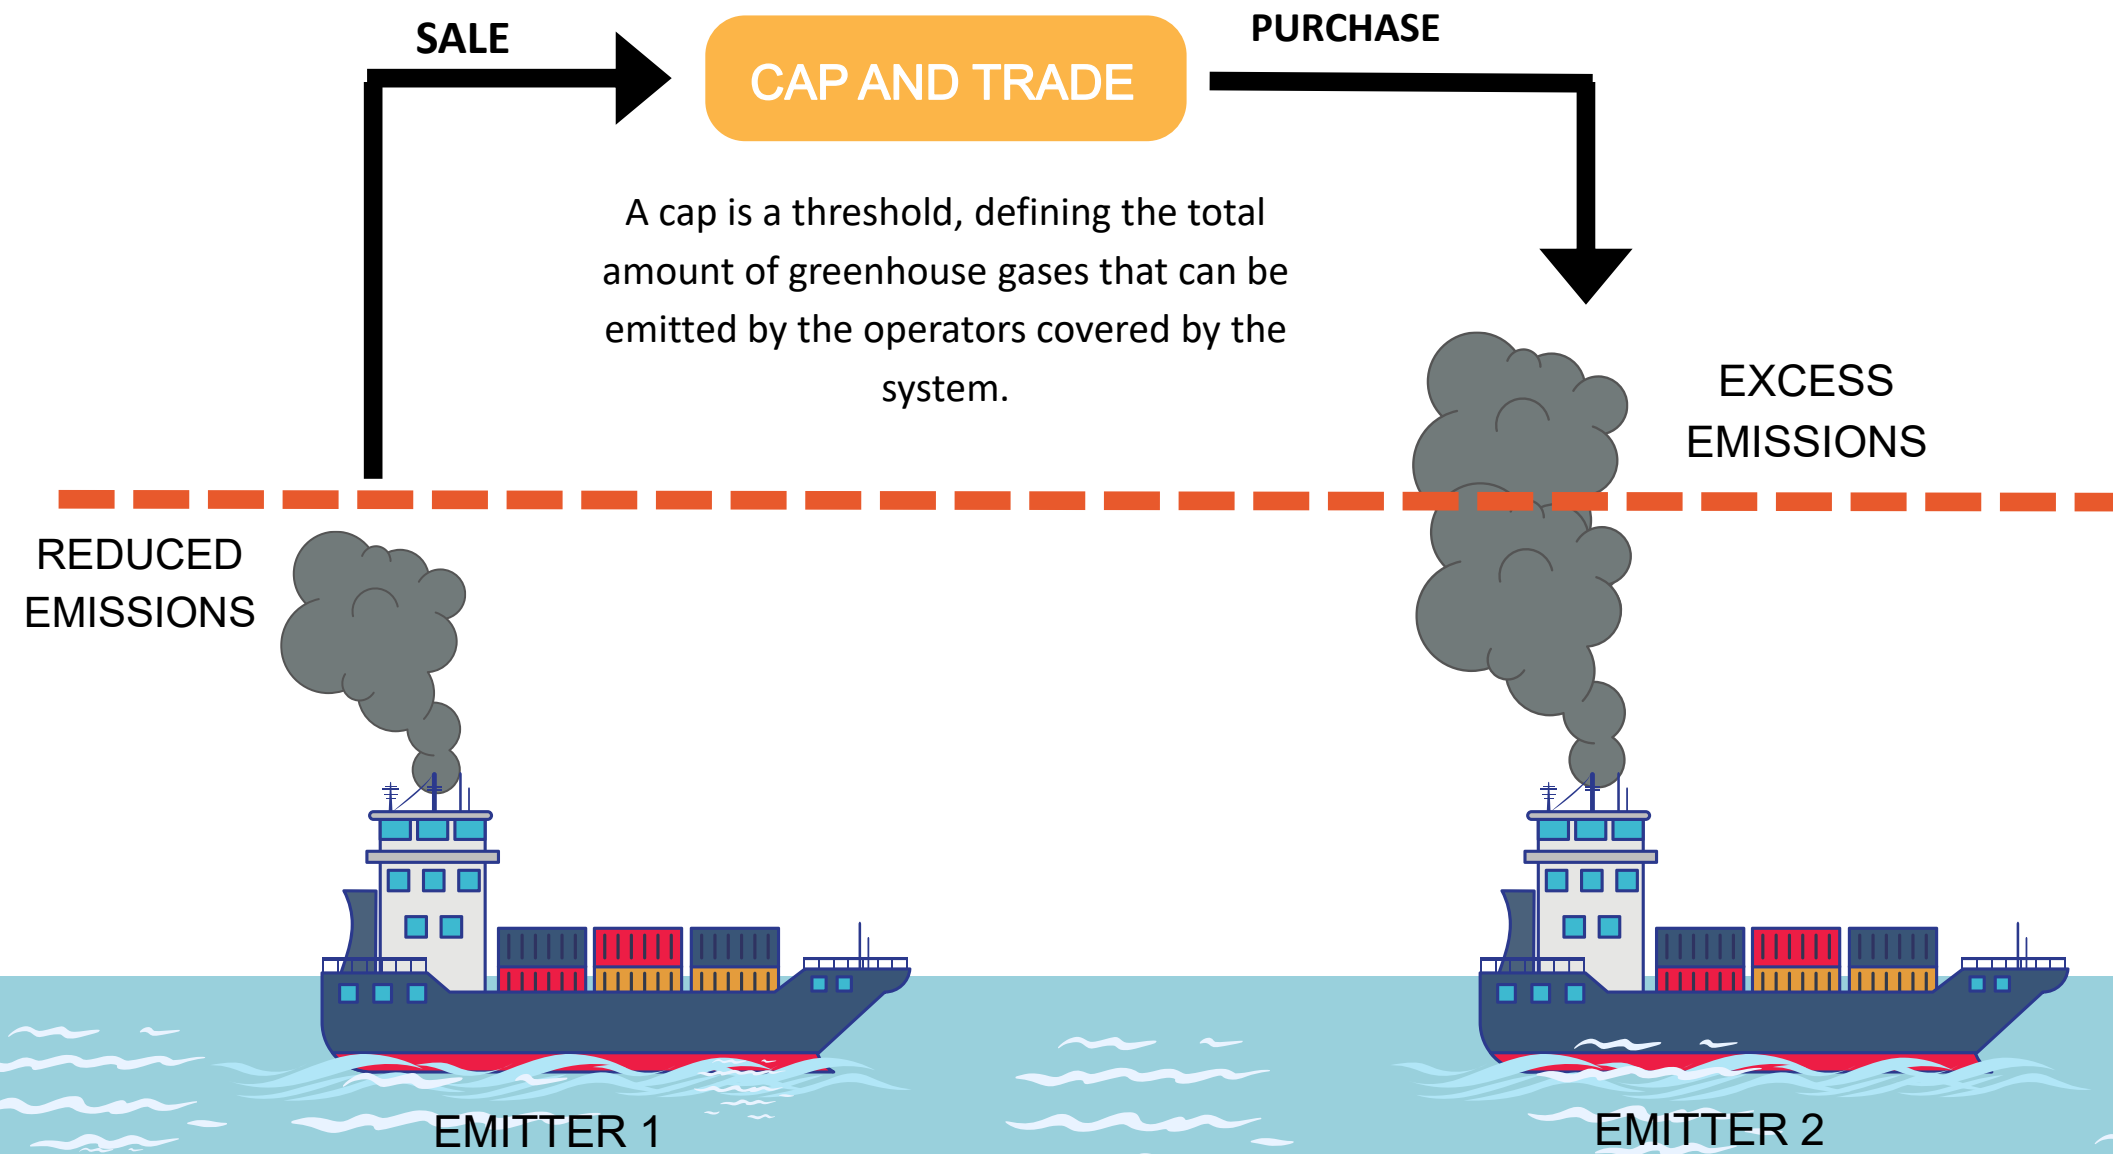 SALE
PURCHASE
CAP AND TRADE
A cap is a threshold, defining the total
amount of greenhouse gases that can be
emitted by the operators covered by the
system.
EXCESS
EMISSIONS
REDUCED
EMISSIONS
EMITTER 1
EMITTER 2